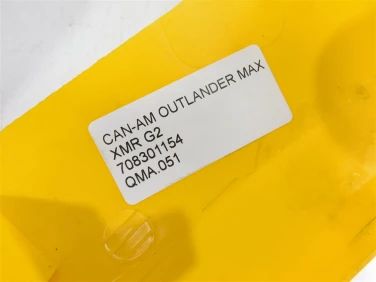 CAN-AM OUTLANDER MAX
XMR G2
708301154
QMA.051